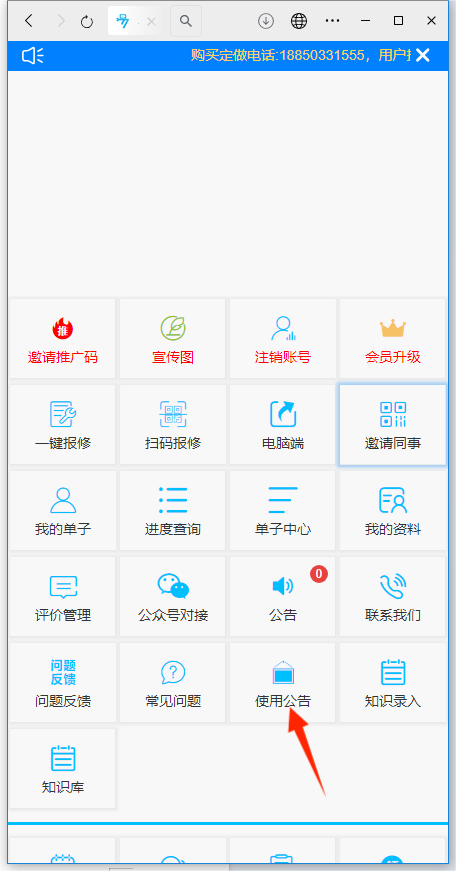 购买定做电话:18850331555，用户
推
邀请推广码 宣传图 注销账号 会员升级
一键报修 扫码报修 电脑端 邀请同事
我的单子 进度查询 单子中心 我的资料
0
评价管理 公众号对接 公告 联系我们
问题
反馈
问题反馈 常见问题 使用公告 知识录入
知识库